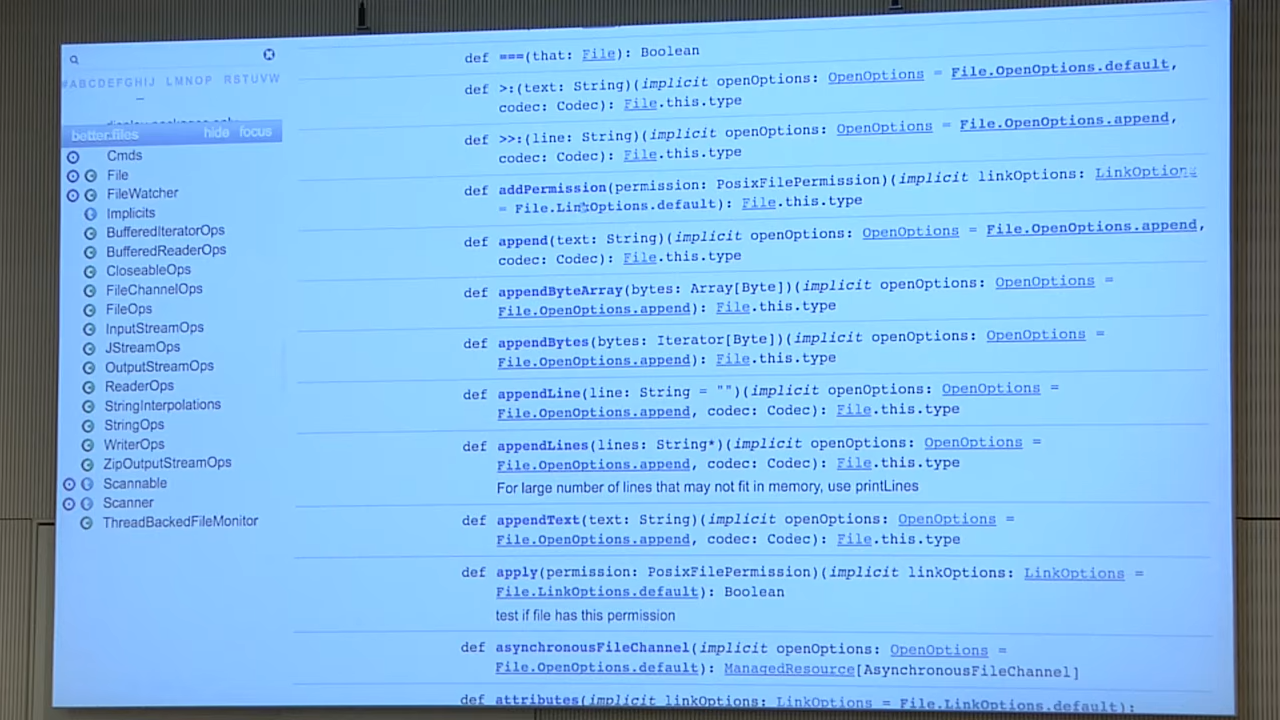 #ABCDEFGHIJ LMNOP RSTUVW
display packages only
better.files hide focus
Cmds
File
FileWatcher
Implicits
BufferedIteratorOps
BufferedReaderOps
CloseableOps
FileChannelOps
FileOps
InputStreamOps
JStreamOps
OutputStreamOps
ReaderOps
StringInterpolations
StringOps
WriterOps
ZipOutputStreamOps
Scannable
Scanner
ThreadBackedFileMonitor
def ===(that: File): Boolean
def >:(text: String)(implicit openOptions: OpenOptions = File.OpenOptions.default,
codec: Codec): File.this.type
def >>:(line: String)(implicit openOptions: OpenOptions = File.OpenOptions.append,
codec: Codec): File.this.type
def addPermission(permission: PosixFilePermission)(implicit linkOptions: LinkOptions
= File.LinkOptions.default): File.this.type
def append(text: String)(implicit openOptions: OpenOptions = File.OpenOptions.append,
codec: Codec): File.this.type
def appendByteArray(bytes: Array[Byte])(implicit openOptions: OpenOptions =
File.OpenOptions.append): File.this.type
def appendBytes(bytes: Iterator[Byte])(implicit openOptions: OpenOptions =
File.OpenOptions.append): File.this.type
def appendLine(line: String = "")(implicit openOptions: OpenOptions =
File.OpenOptions.append, codec: Codec): File.this.type
def appendLines(lines: String*)(implicit openOptions: OpenOptions =
File.OpenOptions.append, codec: Codec): File.this.type
For large number of lines that may not fit in memory, use printLines
def appendText(text: String)(implicit openOptions: OpenOptions =
File.OpenOptions.append, codec: Codec): File.this.type
def apply(permission: PosixFilePermission)(implicit linkOptions: LinkOptions =
File.LinkOptions.default): Boolean
test if file has this permission
def asynchronousFileChannel(implicit openOptions: OpenOptions =
File.OpenOptions.default): ManagedResource[AsynchronousFileChannel]
def attributes(implicit linkOptions: LinkOptions = File.LinkOptions.default):